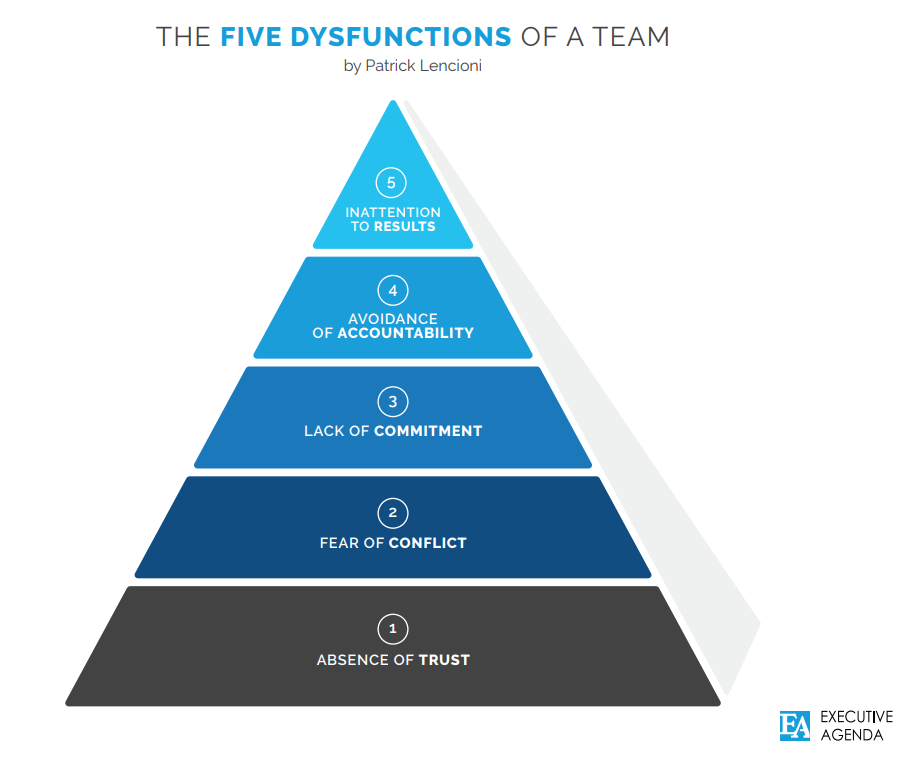 THE FIVE DYSFUNCTIONS OF A TEAM
by Patrick Lencioni
5
INATTENTION
TO RESULTS
4
AVOIDANCE
OF ACCOUNTABILITY
3
LACK OF COMMITMENT
2
FEAR OF CONFLICT
1
ABSENCE OF TRUST
EA EXECUTIVE
AGENDA